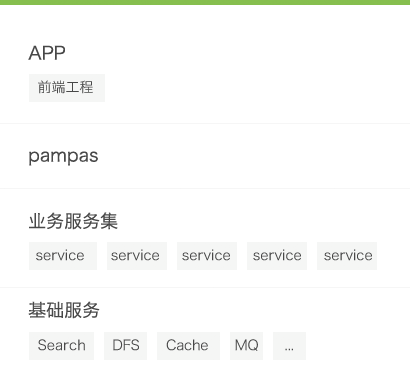 APP
前端工程
pampas
业务服务集
service service service service service
基础服务
Search DFS Cache MQ ...